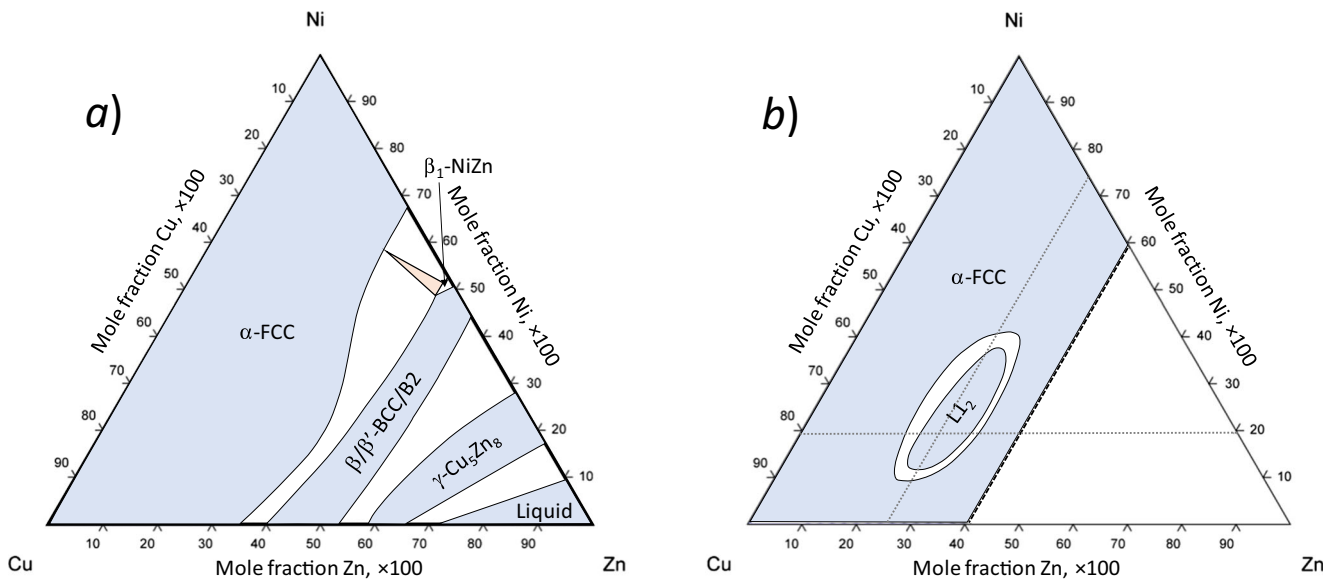 Ni
a)
10
20
30
40
50
60
70
80
90
Mole fraction Cu, ×100
90
80
70
60
50
40
30
20
10
Mole fraction Ni, ×100
β₁-NiZn
α-FCC
β/β′-BCC/B2
γ-Cu₅Zn₈
Liquid
10 20 30 40 50 60 70 80 90
Cu
Mole fraction Zn, ×100
Zn
Ni
b)
10
20
30
40
50
60
70
80
90
Mole fraction Cu, ×100
90
80
70
60
50
40
30
20
10
Mole fraction Ni, ×100
α-FCC
L1₂
10 20 30 40 50 60 70 80 90
Cu
Mole fraction Zn, ×100
Zn